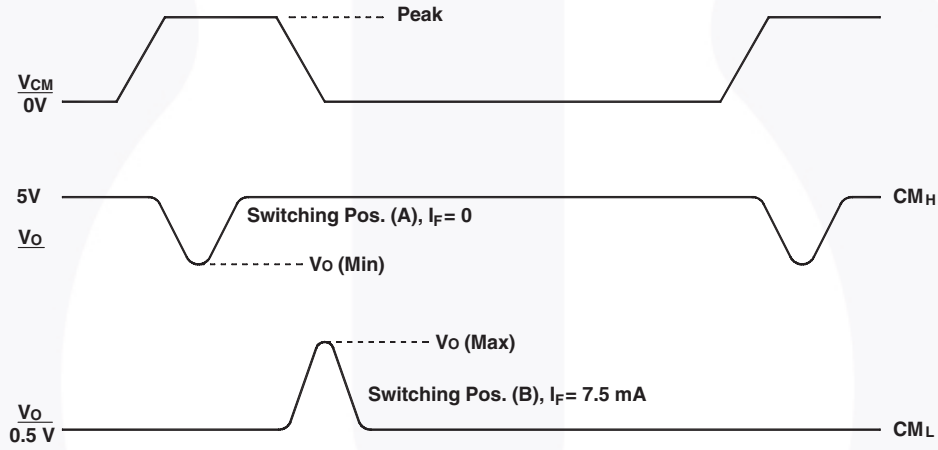 Peak
VCM
0V
5V
CMH
Switching Pos. (A), IF= 0
VO
VO (Min)
VO (Max)
Switching Pos. (B), IF= 7.5 mA
VO
0.5 V
CML